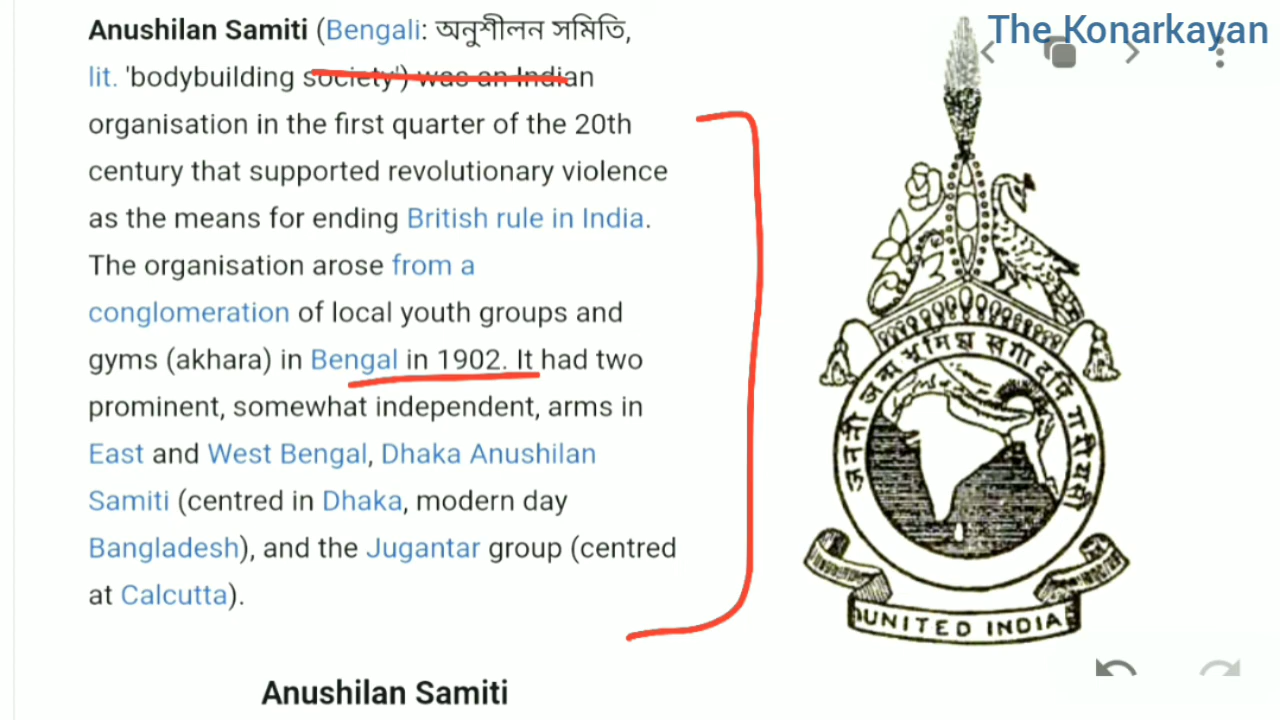 Anushilan Samiti (Bengali: অনুশীলন সমিতি,
lit. 'bodybuilding society') was an Indian
organisation in the first quarter of the 20th
century that supported revolutionary violence
as the means for ending British rule in India.
The organisation arose from a
conglomeration of local youth groups and
gyms (akhara) in Bengal in 1902. It had two
prominent, somewhat independent, arms in
East and West Bengal, Dhaka Anushilan
Samiti (centred in Dhaka, modern day
Bangladesh), and the Jugantar group (centred
at Calcutta).
Anushilan Samiti
The Konarkayan
UNITED INDIA